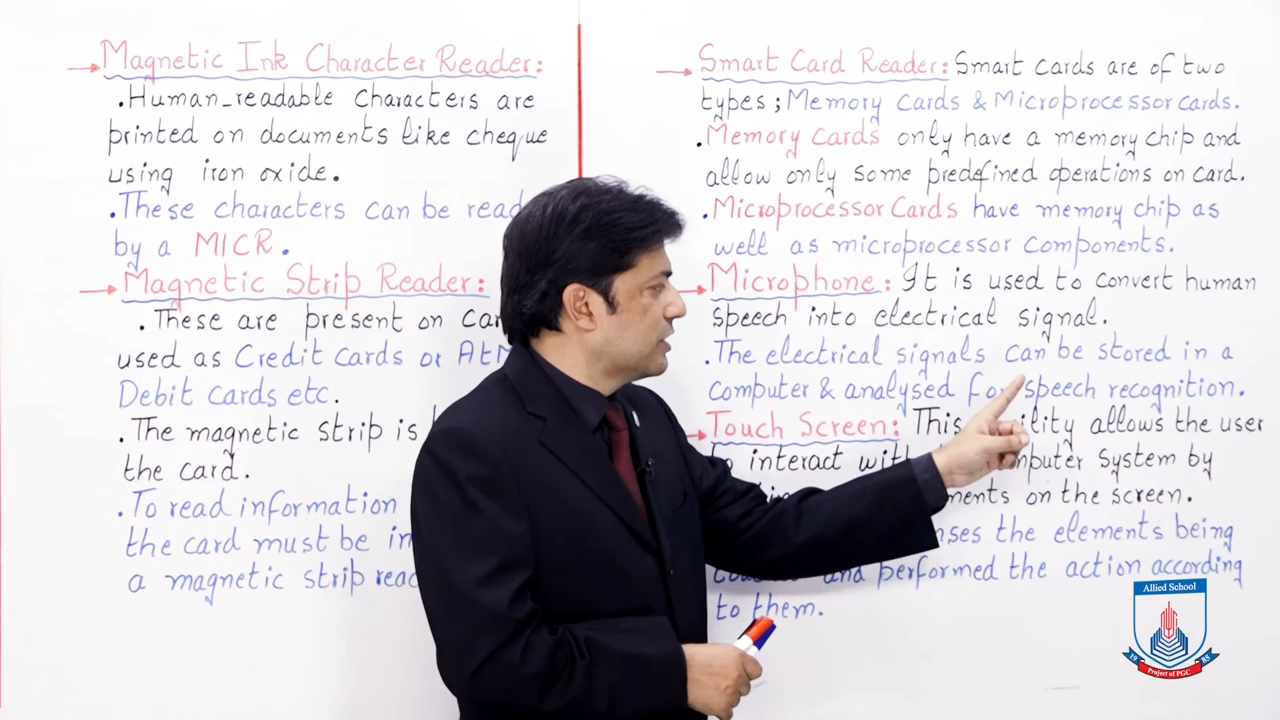 Magnetic Ink Character Reader:
.Human-readable characters are
printed on documents like cheque
using iron oxide.
.These characters can be read
by a MICR.
Magnetic Strip Reader:
.These are present on
used as Credit cards or
Debit cards etc.
.The magnetic strip is
the card.
.To read information
the card must be
a magnetic strip
Smart Card Reader: Smart cards are of two
types; Memory cards & Microprocessor cards.
.Memory cards only have a memory chip and
allow only some predefined operations on card.
.Microprocessor Cards have memory chip as
well as microprocessor components.
Microphone: It is used to convert human
speech into electrical signal.
.The electrical signals can be stored in a
computer & analysed for speech recognition.
Touch Screen: This allows the user
to interact with computer system by
on the screen.
the elements being
and performed the action according
to them.
Allied School
1985
Project of PGC